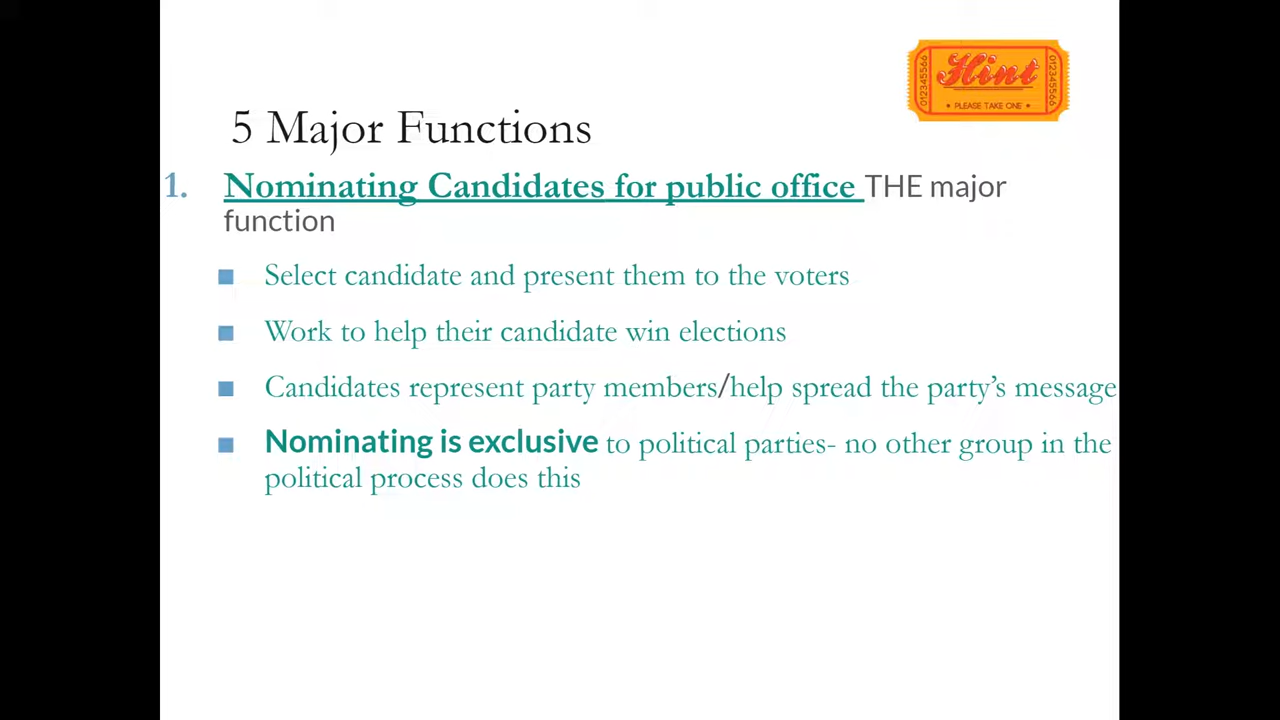 012345566
Hint
012345566
• PLEASE TAKE ONE •
5 Major Functions
1. Nominating Candidates for public office THE major
function
■ Select candidate and present them to the voters
■ Work to help their candidate win elections
■ Candidates represent party members/help spread the party's message
■ Nominating is exclusive to political parties- no other group in the
political process does this